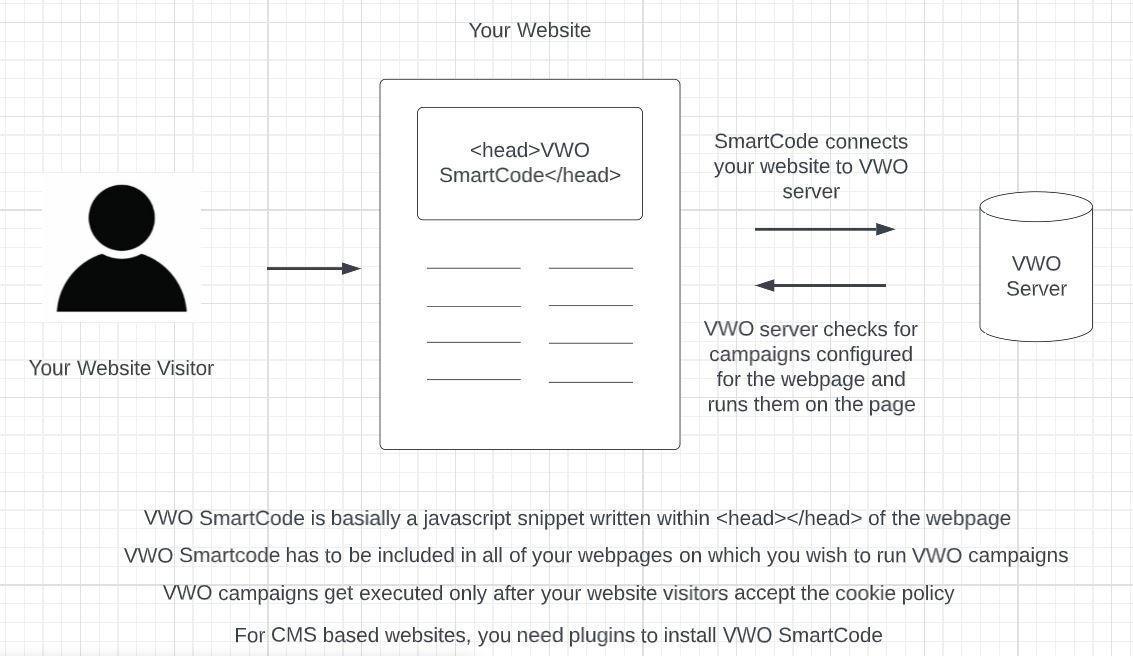 Your Website
<head>VWO
SmartCode</head>
SmartCode connects
your website to VWO
server
VWO
Server
VWO server checks for
campaigns configured
for the webpage and
runs them on the page
Your Website Visitor
VWO SmartCode is basially a javascript snippet written within <head></head> of the webpage
VWO Smartcode has to be included in all of your webpages on which you wish to run VWO campaigns
VWO campaigns get executed only after your website visitors accept the cookie policy
For CMS based websites, you need plugins to install VWO SmartCode